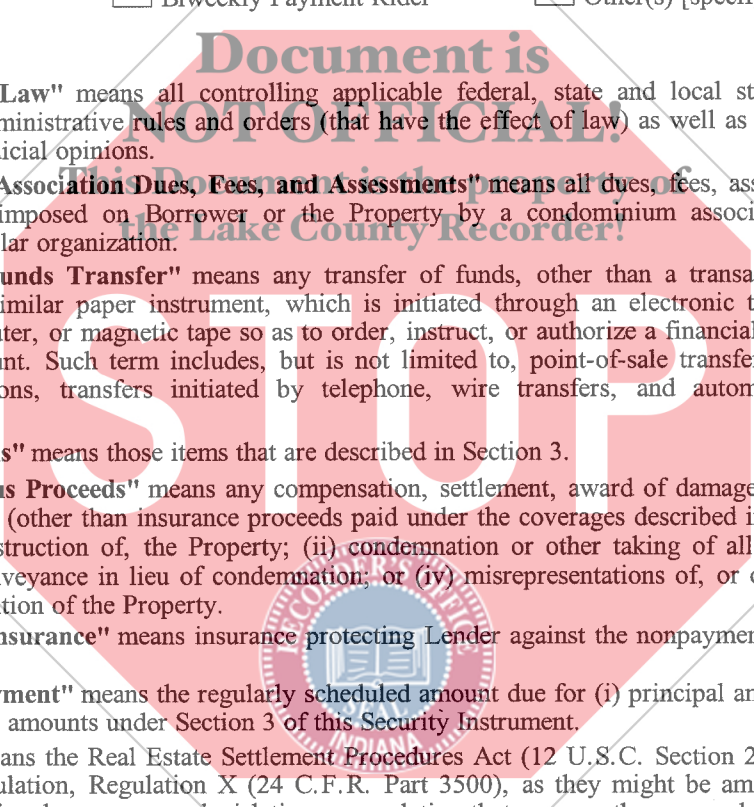 Biweekly Payment Rider Other(s) [specif
Document is
Law" means all controlling applicable federal, state and local st
NOT OFFICIAL!
ministrative rules and orders (that have the effect of law) as well as
icial opinions.
This Document is the property of
Association Dues, Fees, and Assessments" means all dues, fees, ass
imposed on Borrower or the Property by a condominium associ
the Lake County Recorder!
lar organization.
unds Transfer" means any transfer of funds, other than a transa
imilar paper instrument, which is initiated through an electronic t
uter, or magnetic tape so as to order, instruct, or authorize a financial
unt. Such term includes, but is not limited to, point-of-sale transfe
ons, transfers initiated by telephone, wire transfers, and autom
STOP
s" means those items that are described in Section 3.
us Proceeds" means any compensation, settlement, award of damage
(other than insurance proceeds paid under the coverages described i
struction of, the Property; (ii) condemnation or other taking of all
veyance in lieu of condemnation; or (iv) misrepresentations of, or
tion of the Property.
RECORDER'S OFFICE
nsurance" means insurance protecting Lender against the nonpaymen
SEAL
yment" means the regularly scheduled amount due for (i) principal an
amounts under Section 3 of this Security Instrument.
INDIANA
ans the Real Estate Settlement Procedures Act (12 U.S.C. Section 2
ulation, Regulation X (24 C.F.R. Part 3500), as they might be am